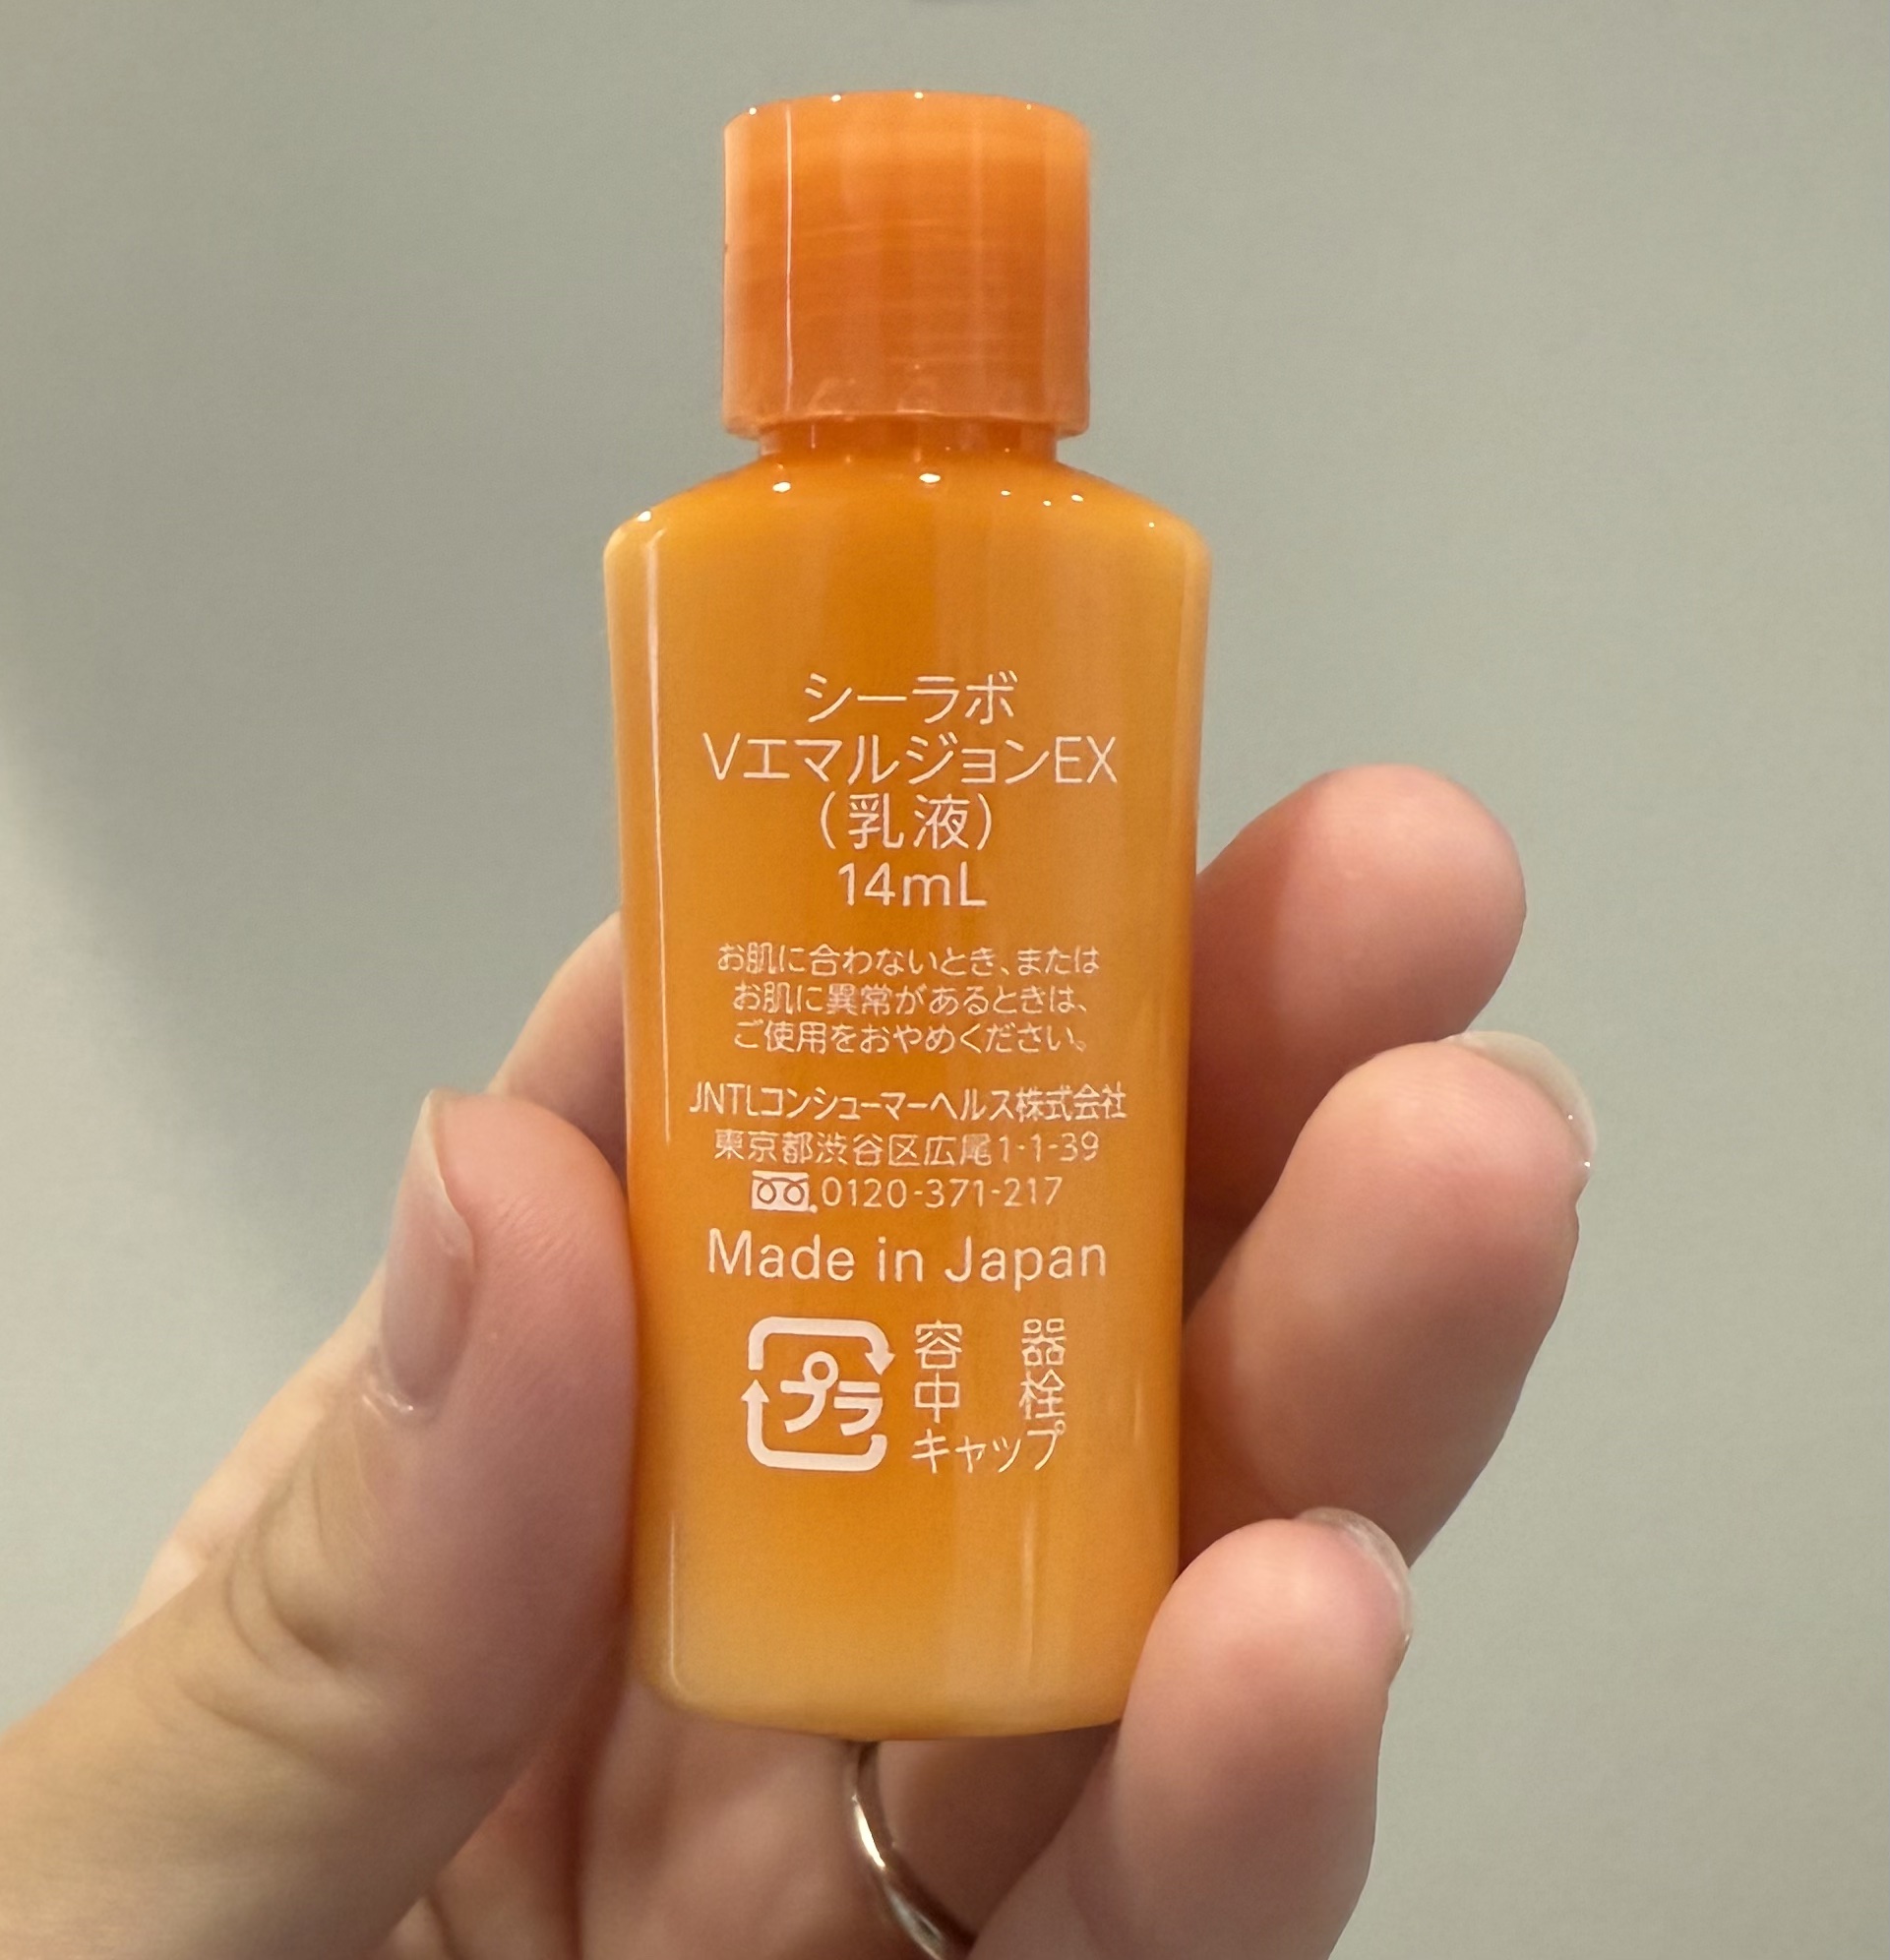 シーラボ
VエマルジョンEX
（乳液）
14mL
お肌に合わないとき、または
お肌に異常があるときは、
ご使用をおやめください。
JNTLコンシューマーヘルス株式会社
東京都渋谷区広尾1-1-39
0120-371-217
Made in Japan
プラ
容器
中栓
キャップ